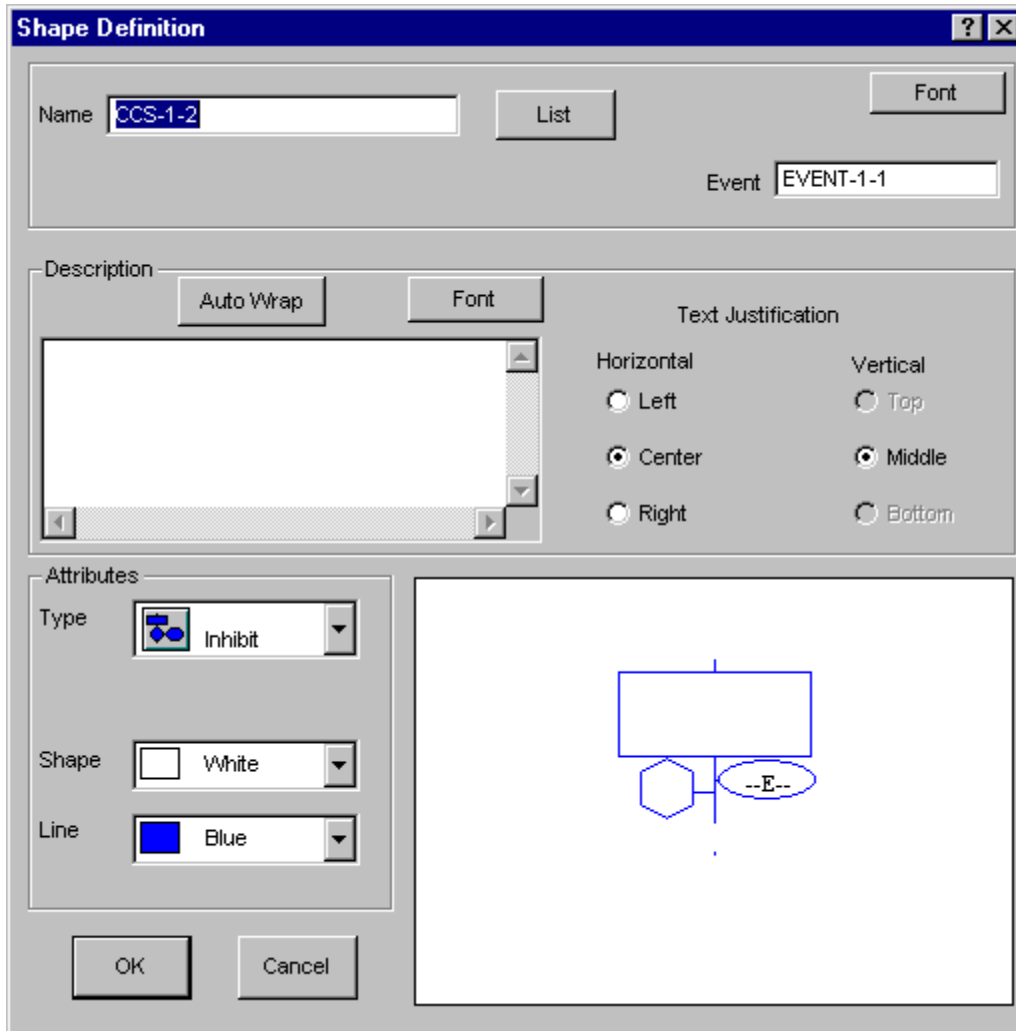 Shape Definition
Font
Name CCS-1-2 List
Event EVENT-1-1
Description
Auto Wrap Font
Text Justification
Horizontal Vertical
Left Top
Center Middle
Right Bottom
Attributes
Type Inhibit
Shape White
Line Blue
--E--
OK Cancel